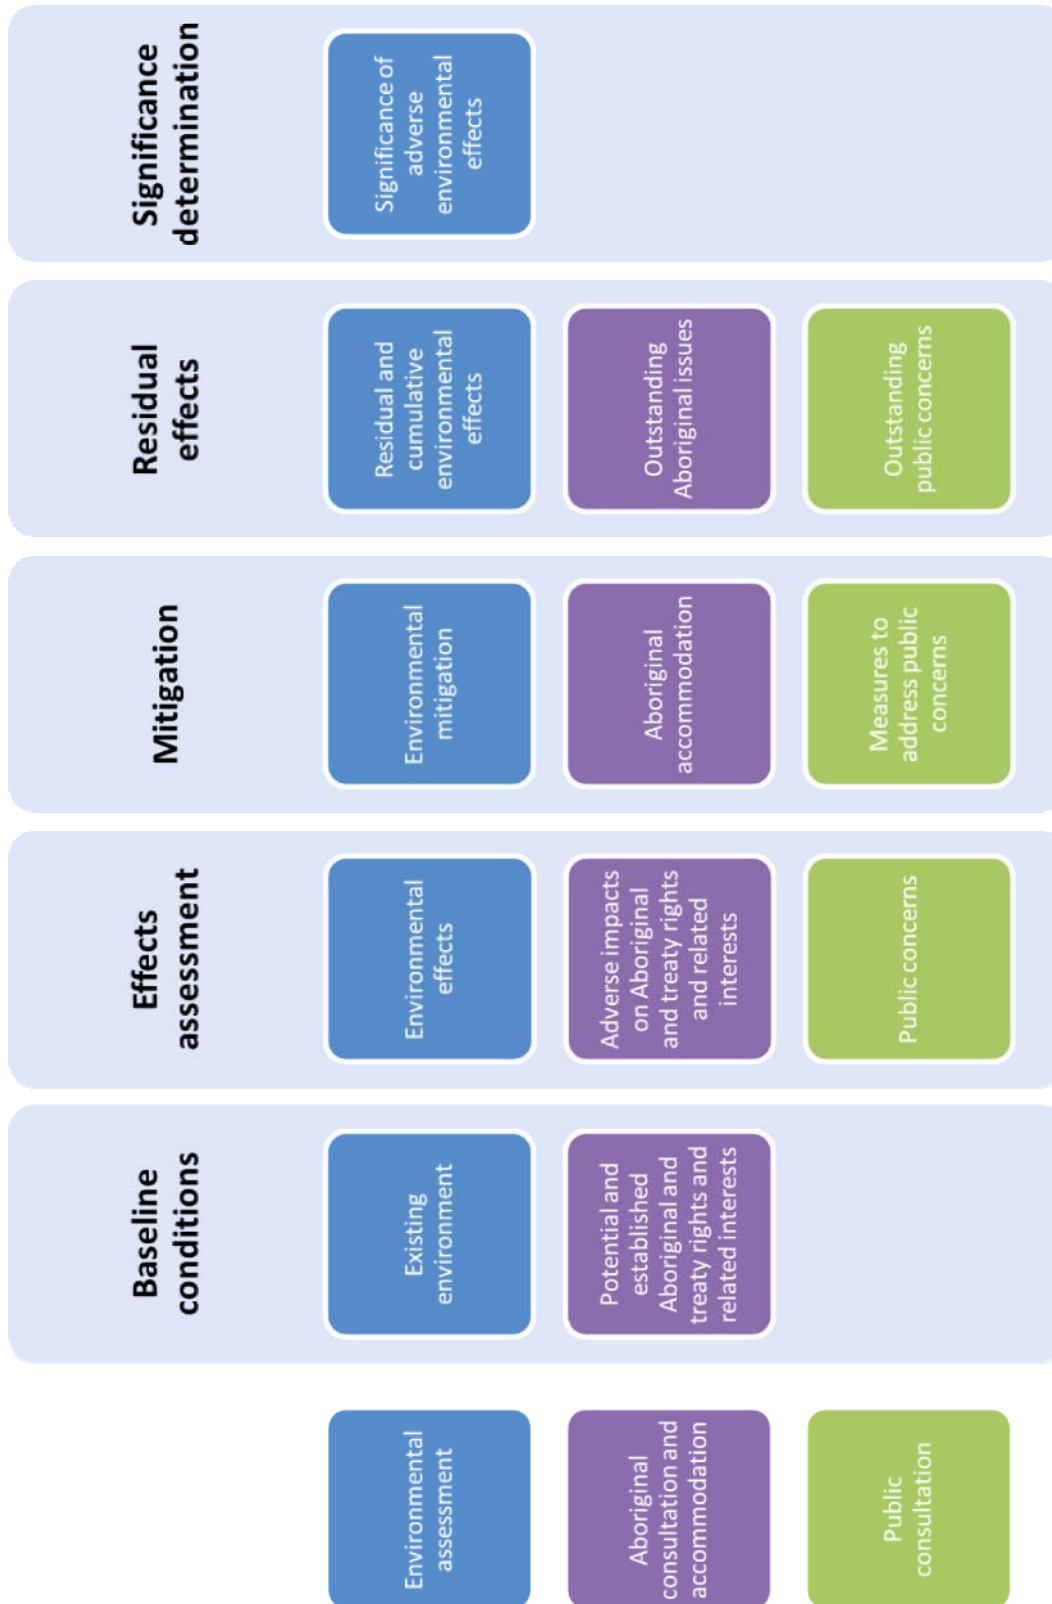 Baseline
conditions
Effects
assessment
Mitigation
Residual
effects
Significance
determination
Environmental
assessment
Existing
environment
Environmental
effects
Environmental
mitigation
Residual and
cumulative
environmental
effects
Significance of
adverse
environmental
effects
Aboriginal
consultation and
accommodation
Potential and
established
Aboriginal and
treaty rights and
related interests
Adverse impacts
on Aboriginal
and treaty rights
and related
interests
Aboriginal
accommodation
Outstanding
Aboriginal issues
Public
consultation
Public concerns
Measures to
address public
concerns
Outstanding
public concerns